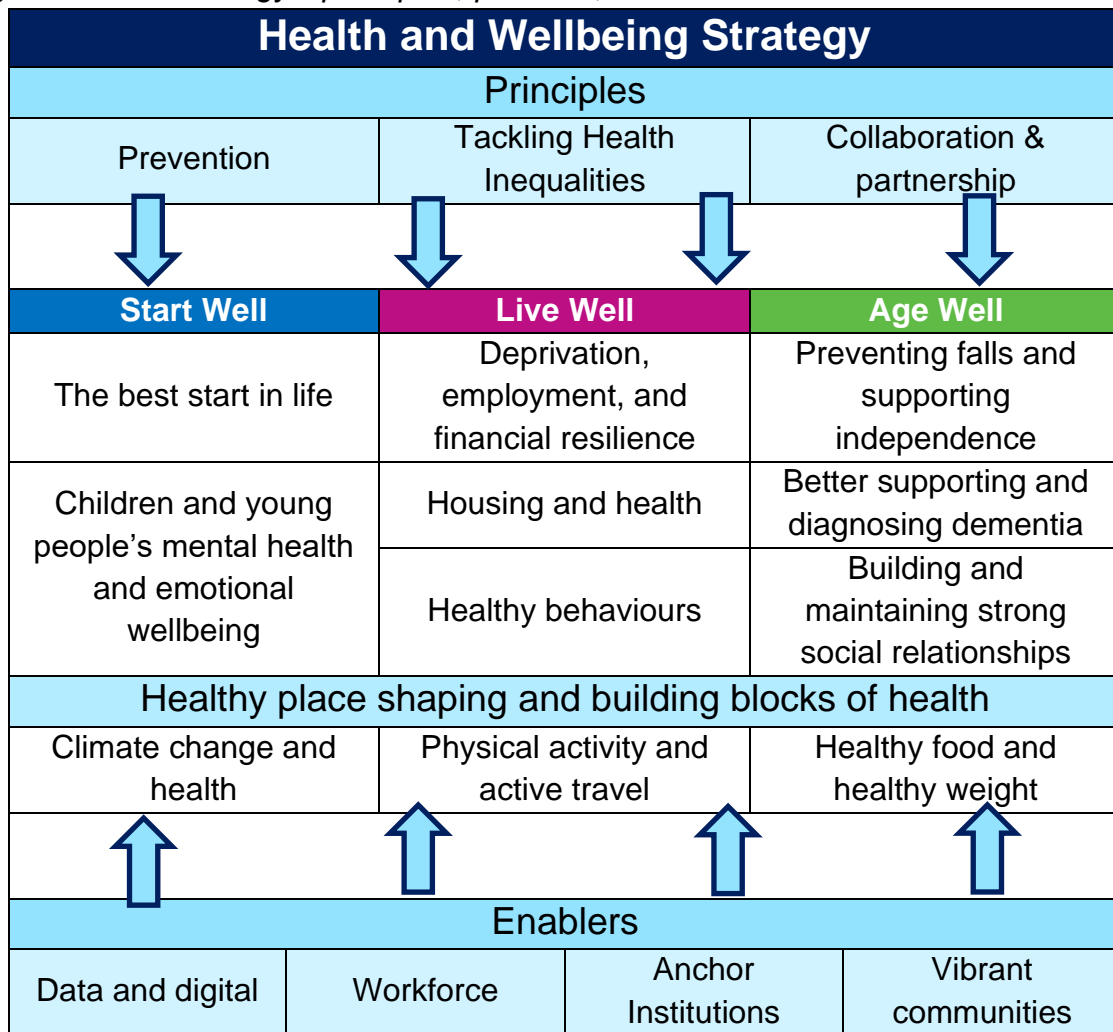 Health and Wellbeing Strategy
Principles
Prevention
Tackling Health
Inequalities
Collaboration &
partnership
Start Well
Live Well
Age Well
The best start in life
Deprivation,
employment, and
financial resilience
Preventing falls and
supporting
independence
Children and young
people's mental health
and emotional
wellbeing
Housing and health
Better supporting and
diagnosing dementia
Healthy behaviours
Building and
maintaining strong
social relationships
Healthy place shaping and building blocks of health
Climate change and
health
Physical activity and
active travel
Healthy food and
healthy weight
Enablers
Data and digital
Workforce
Anchor
Institutions
Vibrant
communities